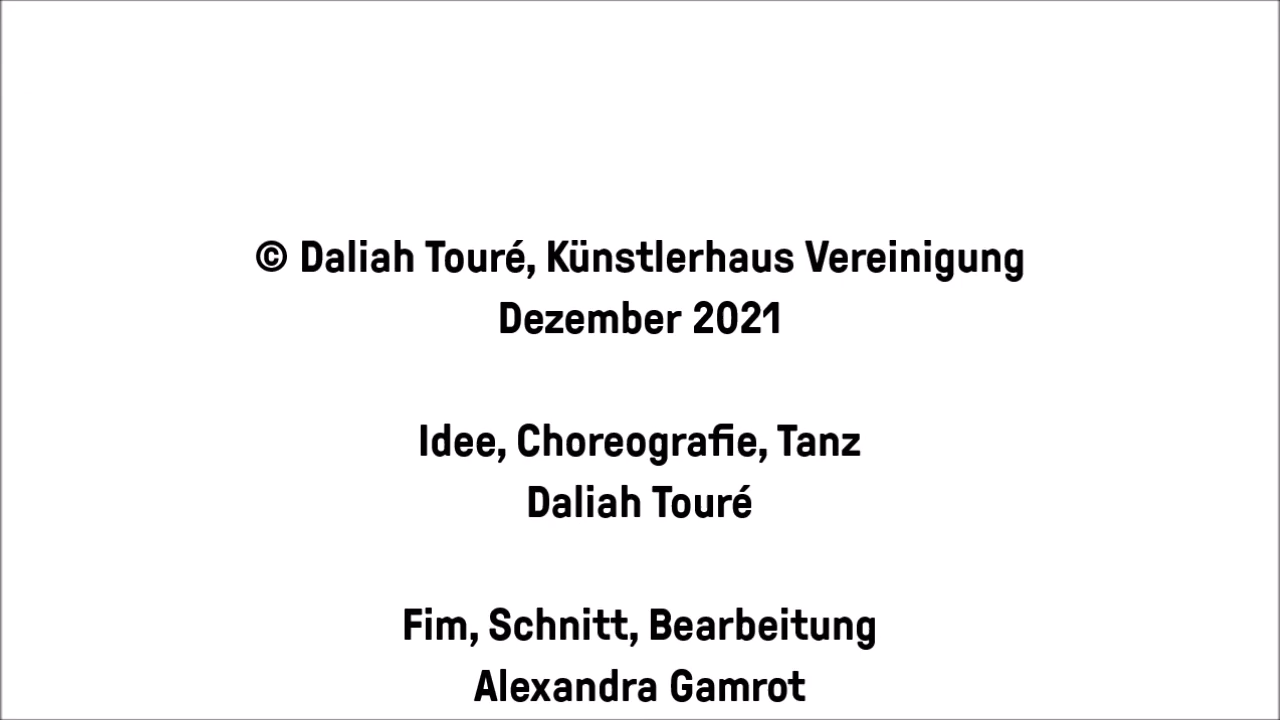 © Daliah Touré, Künstlerhaus Vereinigung
Dezember 2021
Idee, Choreografie, Tanz
Daliah Touré
Fim, Schnitt, Bearbeitung
Alexandra Gamrot